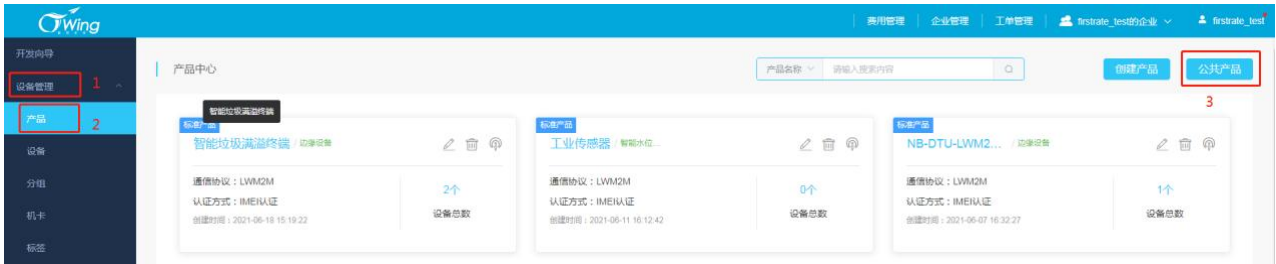 CTWing
费用管理 企业管理 工单管理 firstrate_test的企业 firstrate_test
开发向导
设备管理 1
产品 2
设备
分组
机卡
标签
产品中心
产品名称 请输入搜索内容
创建产品 公共产品
3
智能垃圾满溢终端
标准产品
智能垃圾满溢终端 / 边缘设备
通信协议：LWM2M
认证方式：IMEI认证
创建时间：2021-06-18 15:19:22
2个
设备总数
标准产品
工业传感器 / 智能水位...
通信协议：LWM2M
认证方式：IMEI认证
创建时间：2021-06-11 16:12:42
0个
设备总数
标准产品
NB-DTU-LWM2... / 边缘设备
通信协议：LWM2M
认证方式：IMEI认证
创建时间：2021-06-07 16:32:27
1个
设备总数